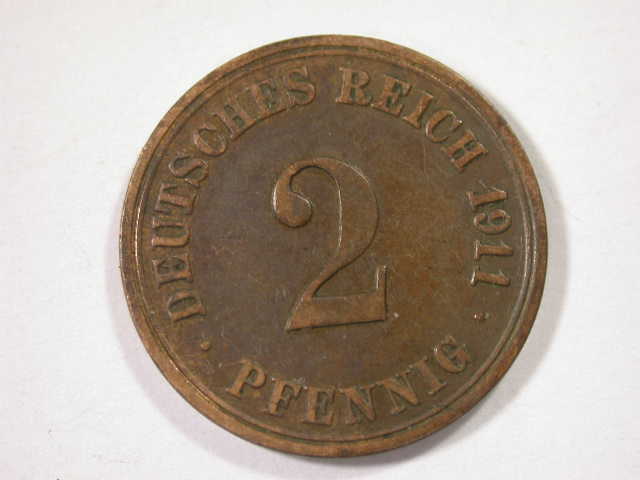 DEUTSCHES REICH 1911
2
PFENNIG